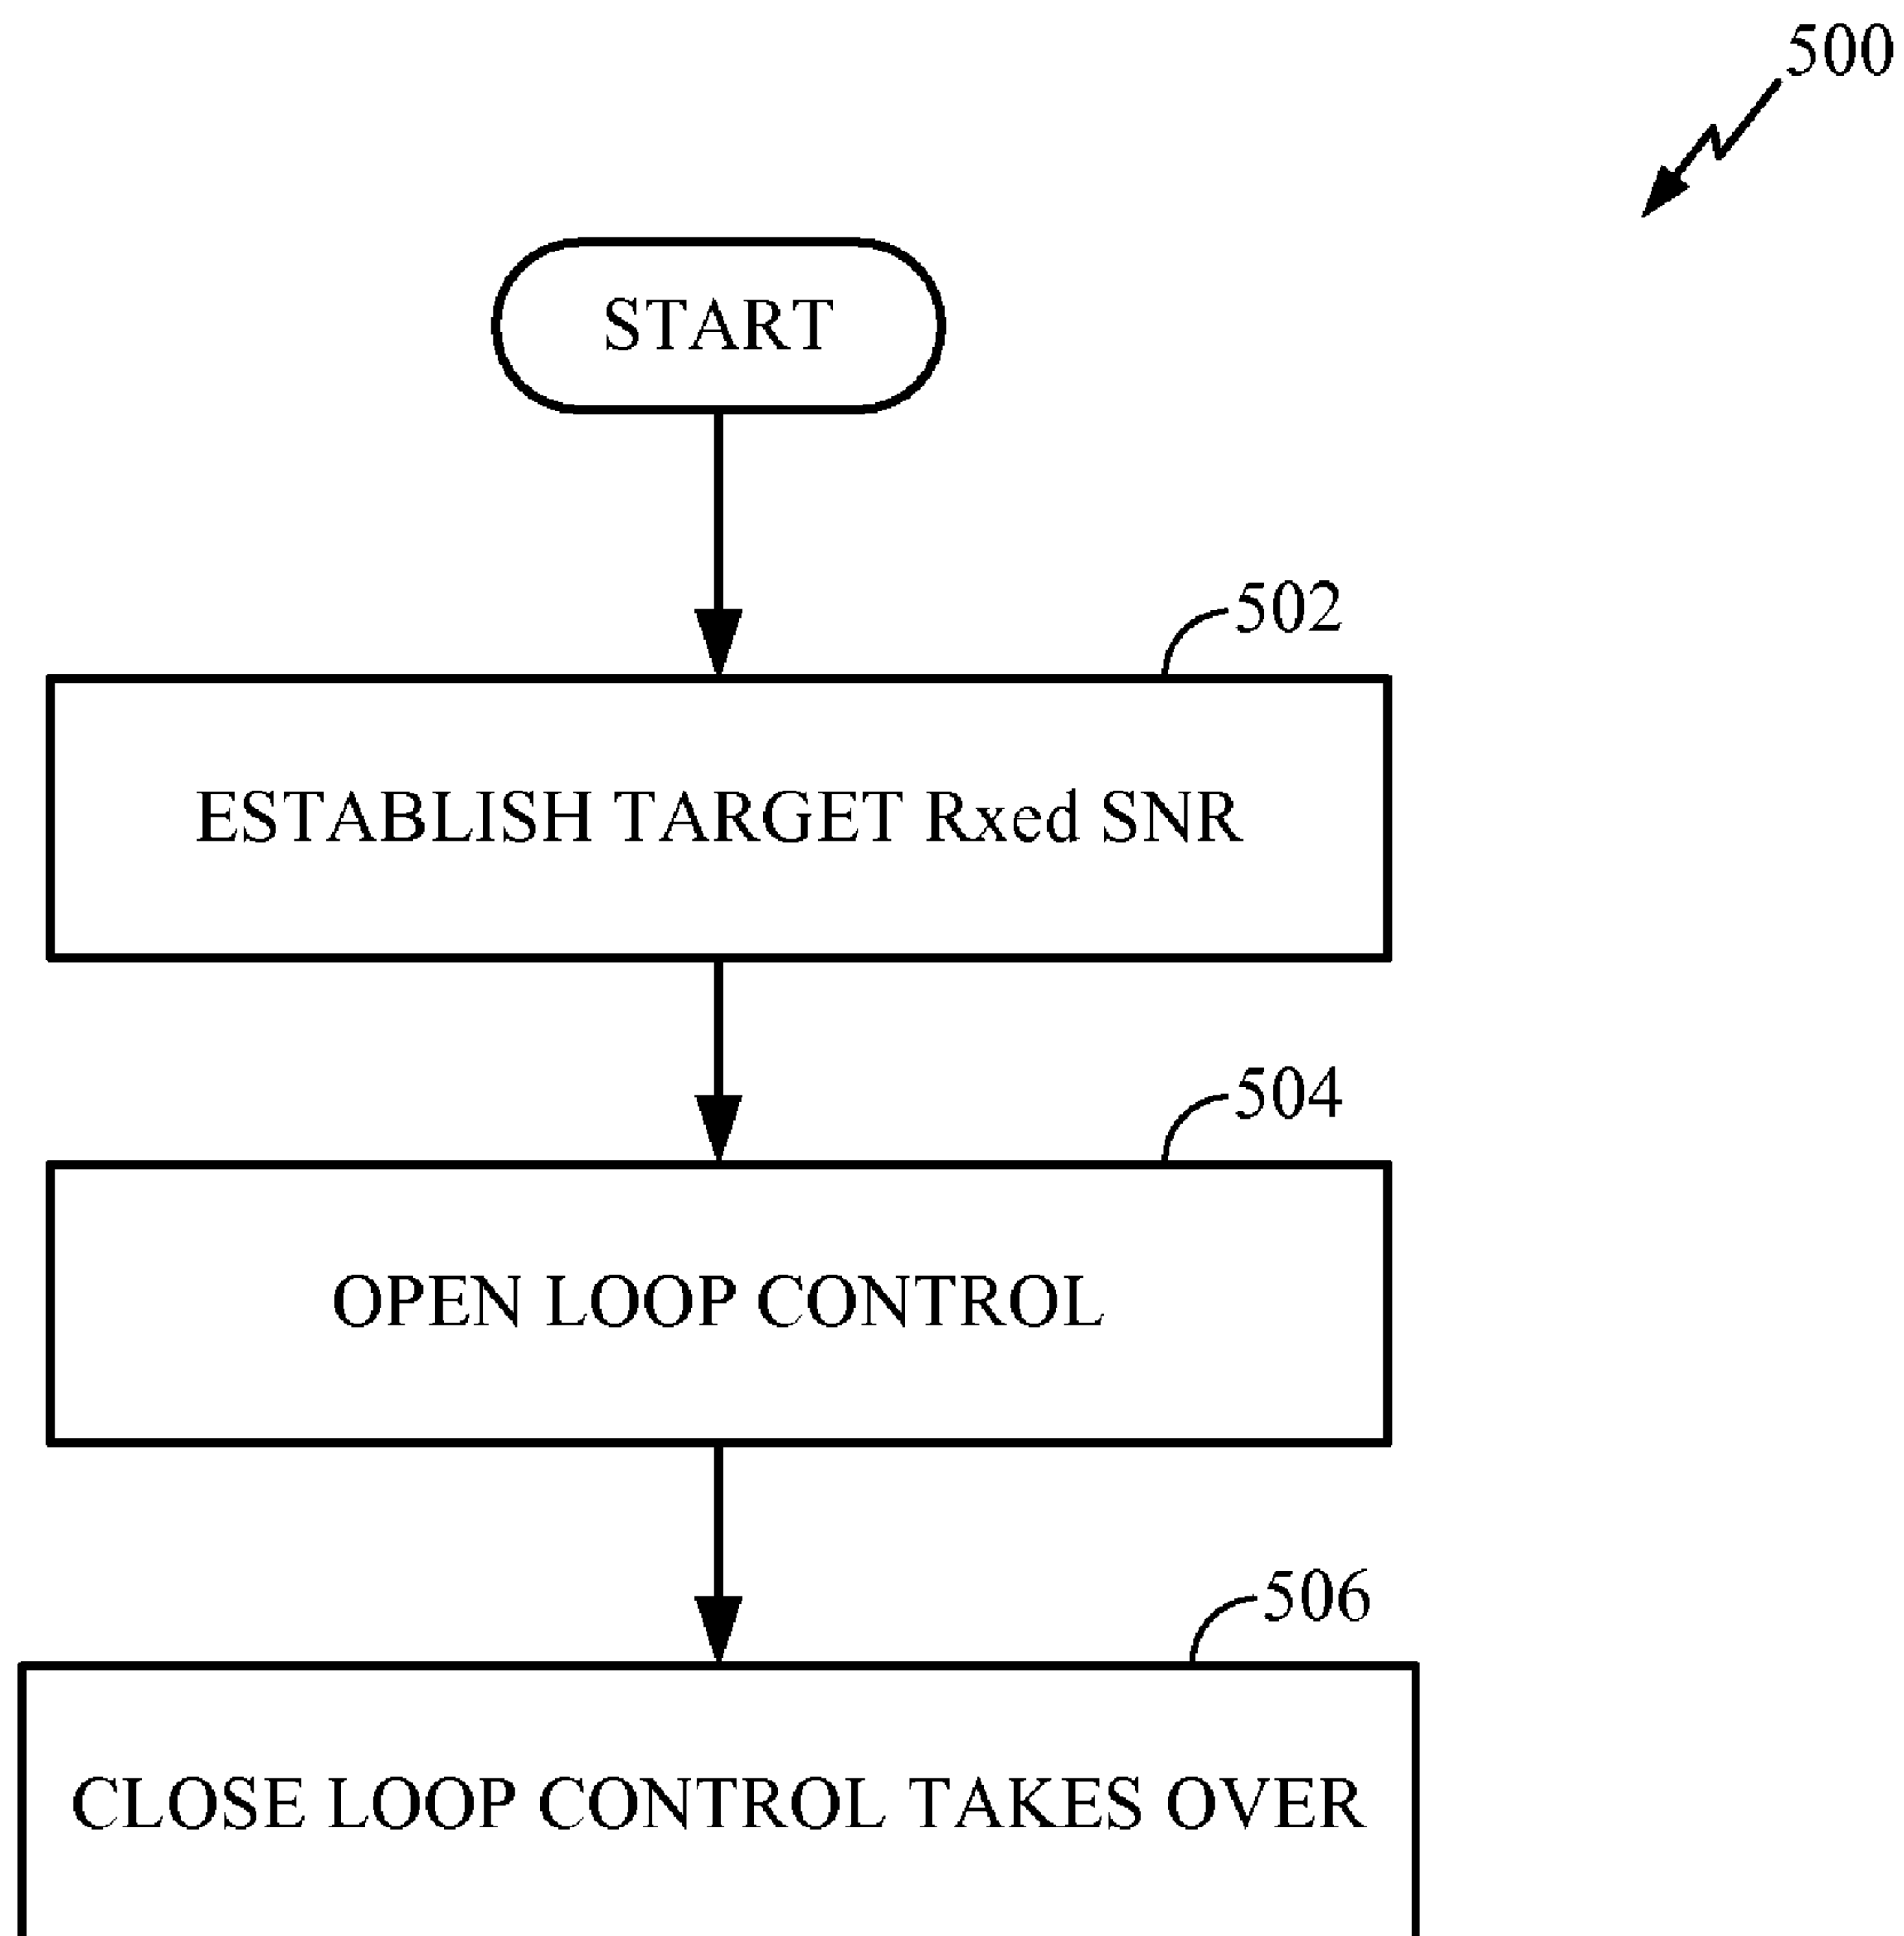 500
START
502
ESTABLISH TARGET Rxed SNR
504
OPEN LOOP CONTROL
506
CLOSE LOOP CONTROL TAKES OVER